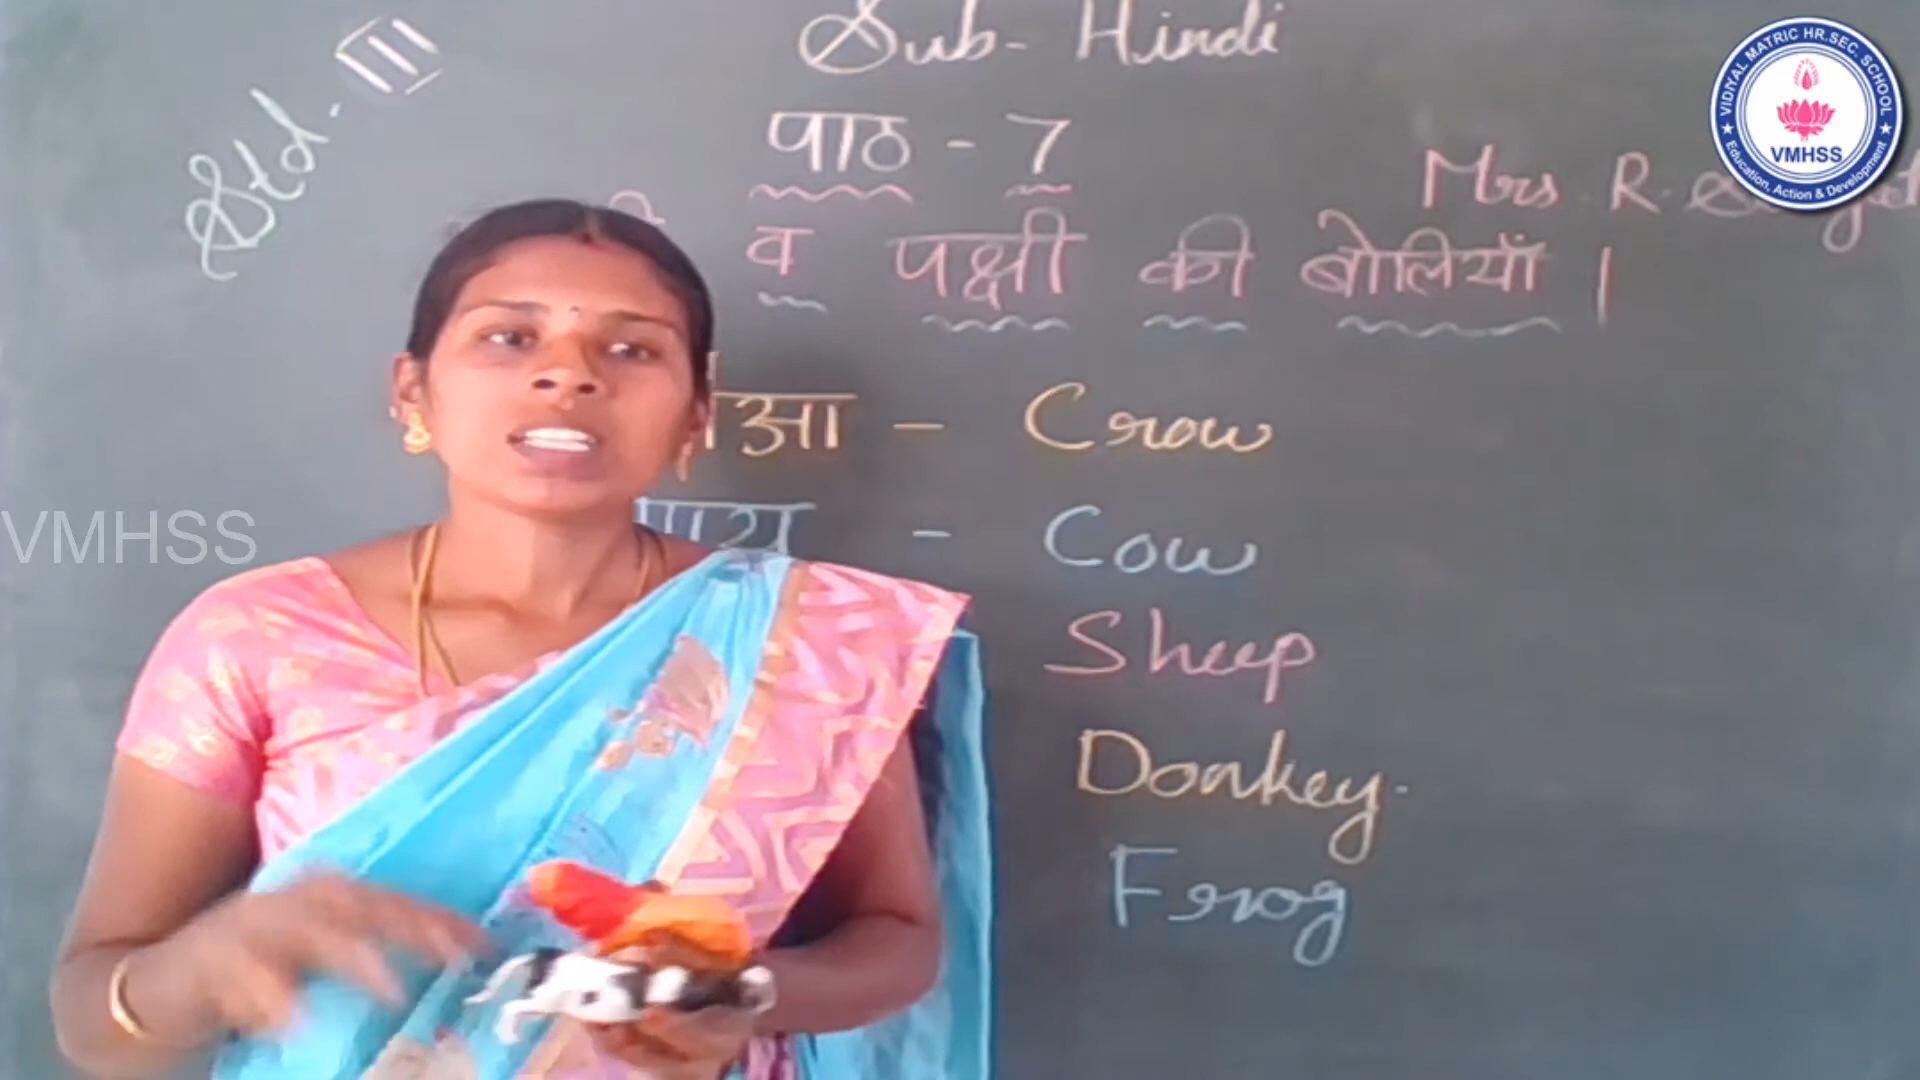 Std - III
Sub - Hindi
पाठ - 7
Mrs. R.
व पक्षी की बोलियाँ ।
- Crow
- Cow
Sheep
Donkey.
Frog
VMHSS
VIDIYAL MATRIC HR.SEC. SCHOOL
VMHSS
Education, Action & Development